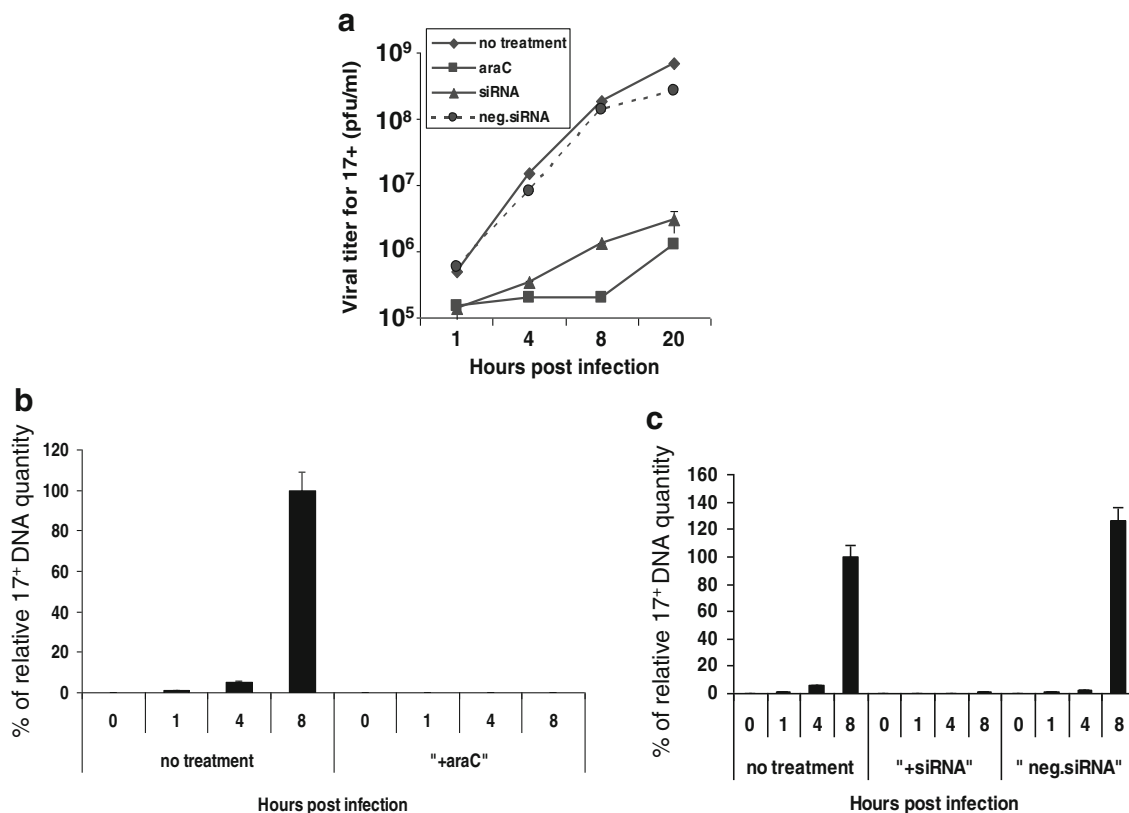 a
Viral titer for 17+ (pfu/ml)
10⁹
10⁸
10⁷
10⁶
10⁵
no treatment
araC
siRNA
neg.siRNA
1 4 8 20
Hours post infection
b
% of relative 17⁺ DNA quantity
120
100
80
60
40
20
0
0 1 4 8 0 1 4 8
no treatment "+araC"
Hours post infection
c
% of relative 17⁺ DNA quantity
160
140
120
100
80
60
40
20
0
0 1 4 8 0 1 4 8 0 1 4 8
no treatment "+siRNA" " neg.siRNA"
Hours post infection